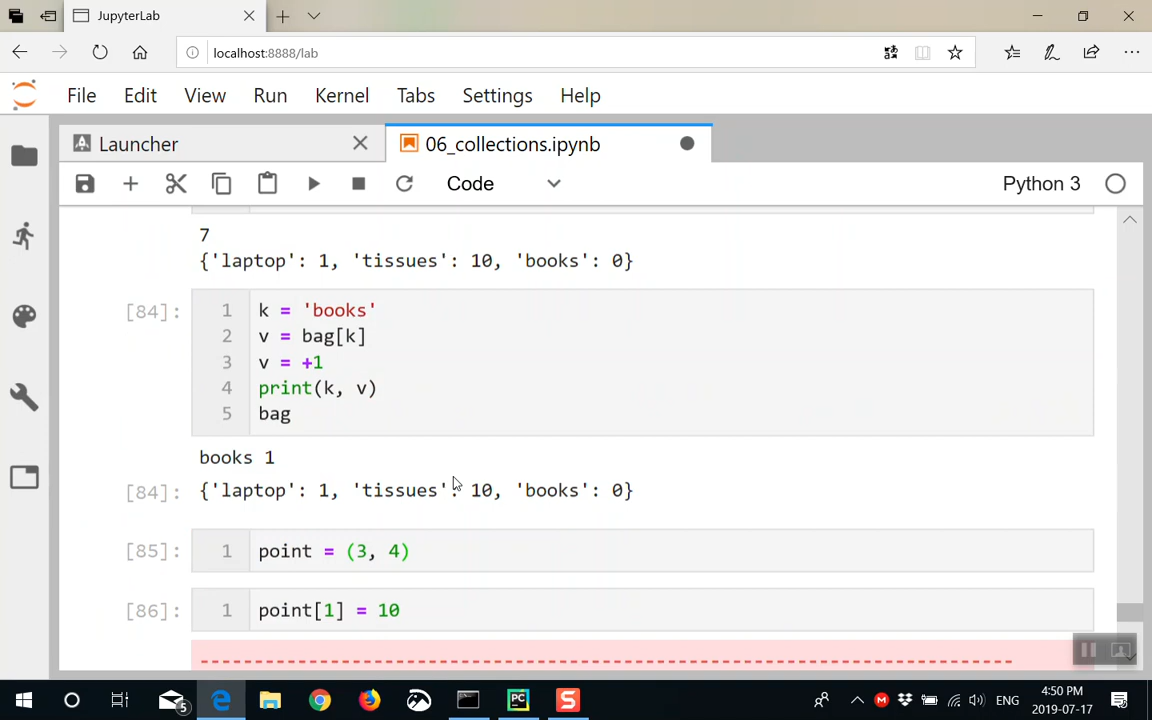 JupyterLab
localhost:8888/lab
File Edit View Run Kernel Tabs Settings Help
Launcher
06_collections.ipynb
Code
Python 3
7
{'laptop': 1, 'tissues': 10, 'books': 0}
[84]:
1 k = 'books'
2 v = bag[k]
3 v = +1
4 print(k, v)
5 bag
books 1
[84]: {'laptop': 1, 'tissues': 10, 'books': 0}
[85]: 1 point = (3, 4)
[86]: 1 point[1] = 10
---------------------------------------------------------------------------
5
PC
S
M
ENG
4:50 PM
2019-07-17